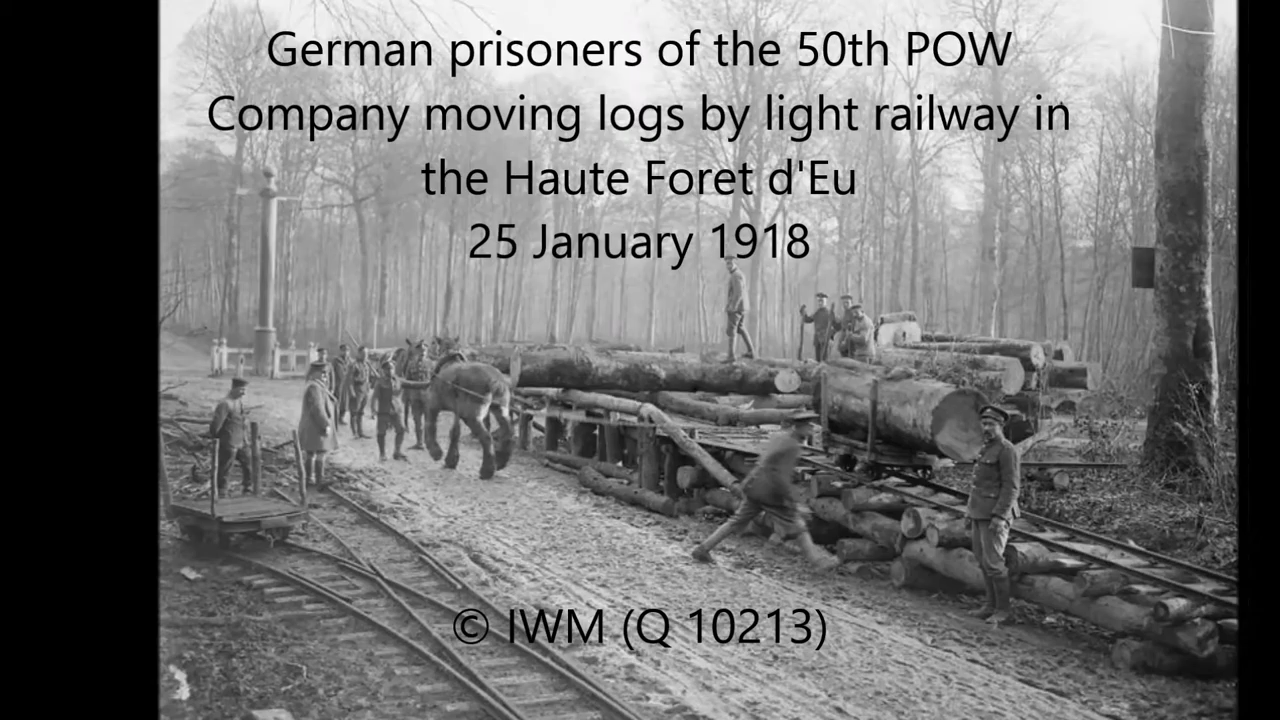 German prisoners of the 50th POW
Company moving logs by light railway in
the Haute Foret d'Eu
25 January 1918
© IWM (Q 10213)